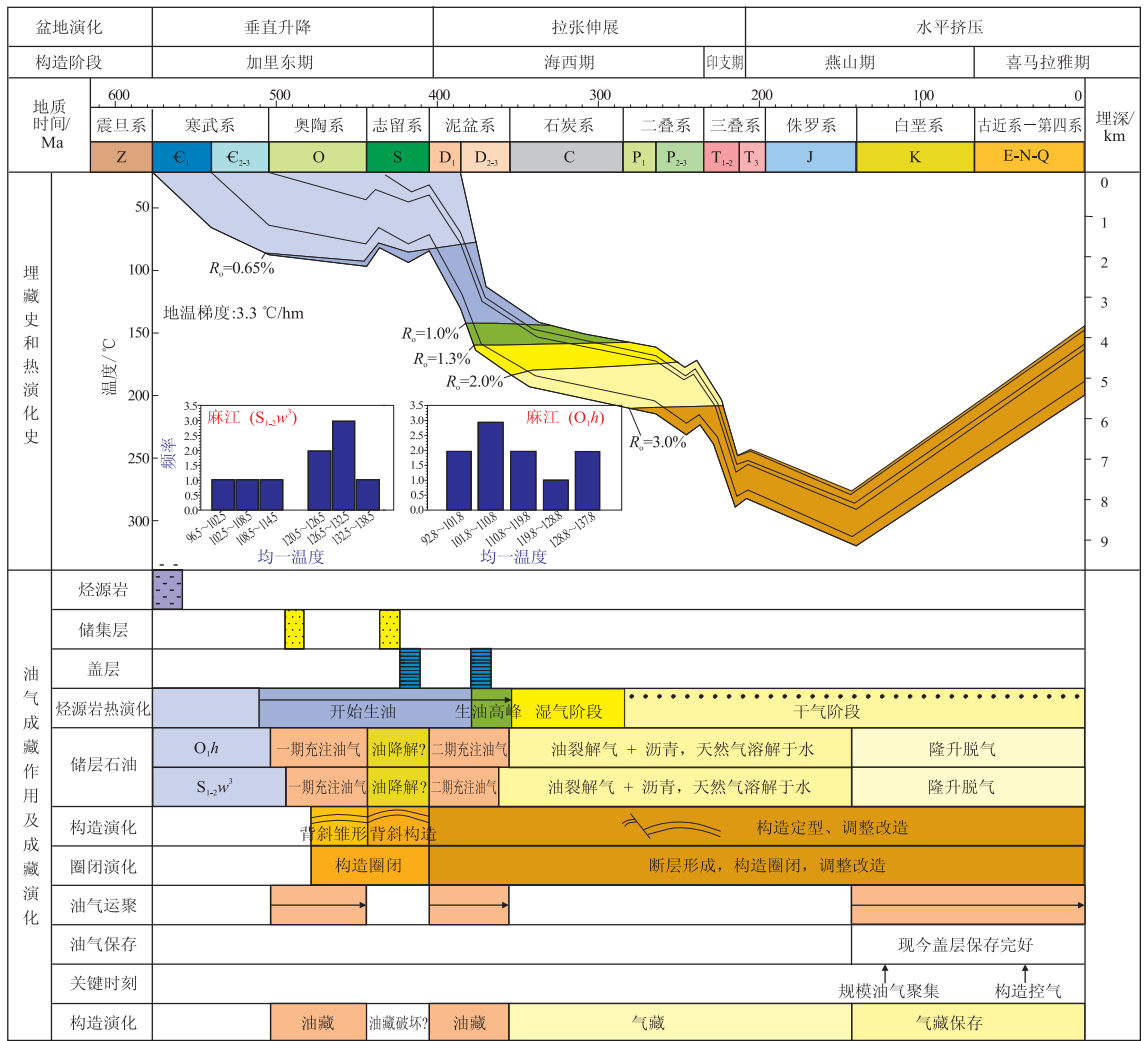 盆地演化 垂直升降 拉张伸展 水平挤压
构造阶段 加里东期 海西期 印支期 燕山期 喜马拉雅期
地质时间/Ma 600 500 400 300 200 100 0 埋深/km
震旦系 寒武系 奥陶系 志留系 泥盆系 石炭系 二叠系 三叠系 侏罗系 白垩系 古近系—第四系
Z Є₁ Є₂₋₃ O S D₁ D₂₋₃ C P₁ P₂₋₃ T₁₋₂ T₃ J K E-N-Q
埋藏史和热演化史
温度/℃
50
100
150
200
250
300
0
1
2
3
4
5
6
7
8
9
Rₒ=0.65%
地温梯度:3.3 ℃/hm
Rₒ=1.0%
Rₒ=1.3%
Rₒ=2.0%
Rₒ=3.0%
麻江 (S₁₋₂w³)
频率
3.5
3.0
2.5
2.0
1.5
1.0
0.5
0.0
96.5~102.5
102.5~108.5
108.5~114.5
120.5~126.5
126.5~132.5
132.5~138.5
均一温度
麻江 (O₁h)
3.5
3.0
2.5
2.0
1.5
1.0
0.5
0.0
92.8~101.8
101.8~110.8
110.8~119.8
119.8~128.8
128.8~137.8
均一温度
油气成藏作用及成藏演化
烃源岩
储集层
盖层
烃源岩热演化 开始生油 生油高峰 湿气阶段 干气阶段
储层石油
O₁h 一期充注油气 油降解? 二期充注油气 油裂解气 + 沥青，天然气溶解于水 隆升脱气
S₁₋₂w³ 一期充注油气 油降解? 二期充注油气 油裂解气 + 沥青，天然气溶解于水 隆升脱气
构造演化 背斜雏形 背斜构造 构造定型、调整改造
圈闭演化 构造圈闭 断层形成，构造圈闭，调整改造
油气运聚
油气保存 现今盖层保存完好
关键时刻 规模油气聚集 构造控气
构造演化 油藏 油藏破坏? 油藏 气藏 气藏保存